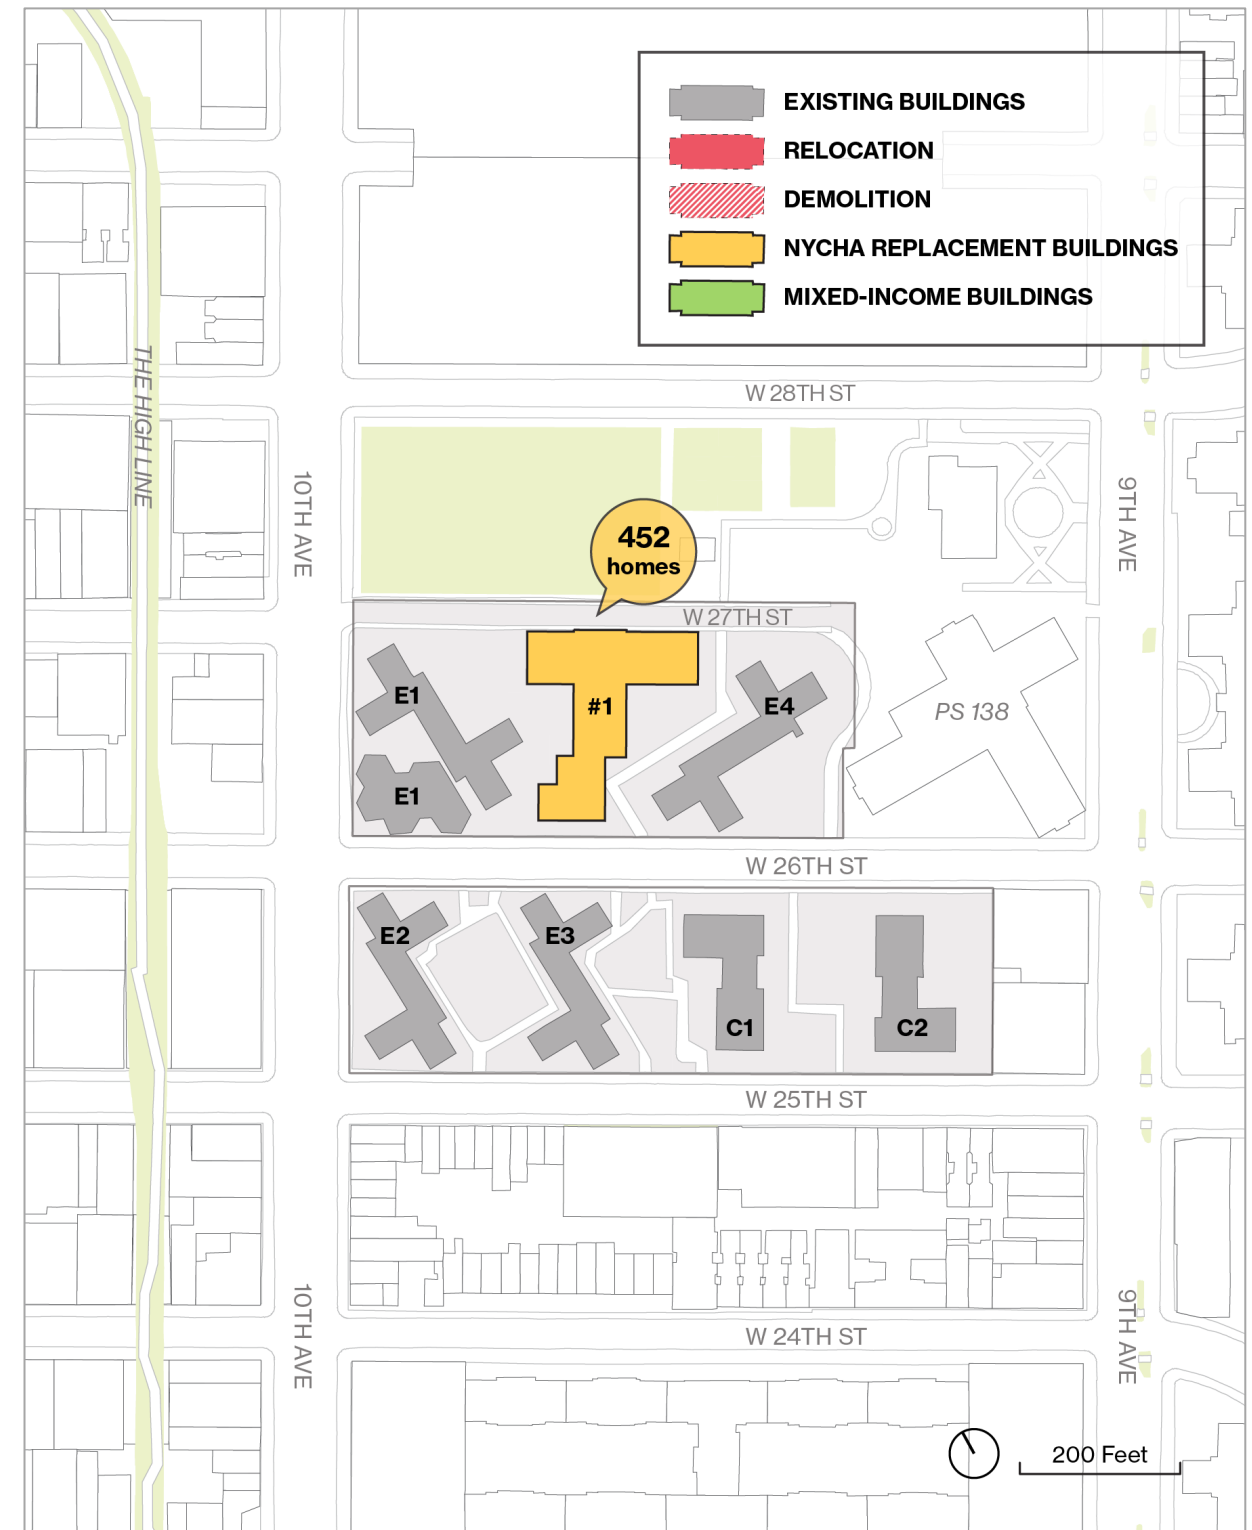 EXISTING BUILDINGS
RELOCATION
DEMOLITION
NYCHA REPLACEMENT BUILDINGS
MIXED-INCOME BUILDINGS
THE HIGH LINE
W 28TH ST
10TH AVE
9TH AVE
452
homes
W 27TH ST
E1
#1
E4
PS 138
E1
W 26TH ST
E2
E3
C1
C2
W 25TH ST
10TH AVE
9TH AVE
W 24TH ST
200 Feet